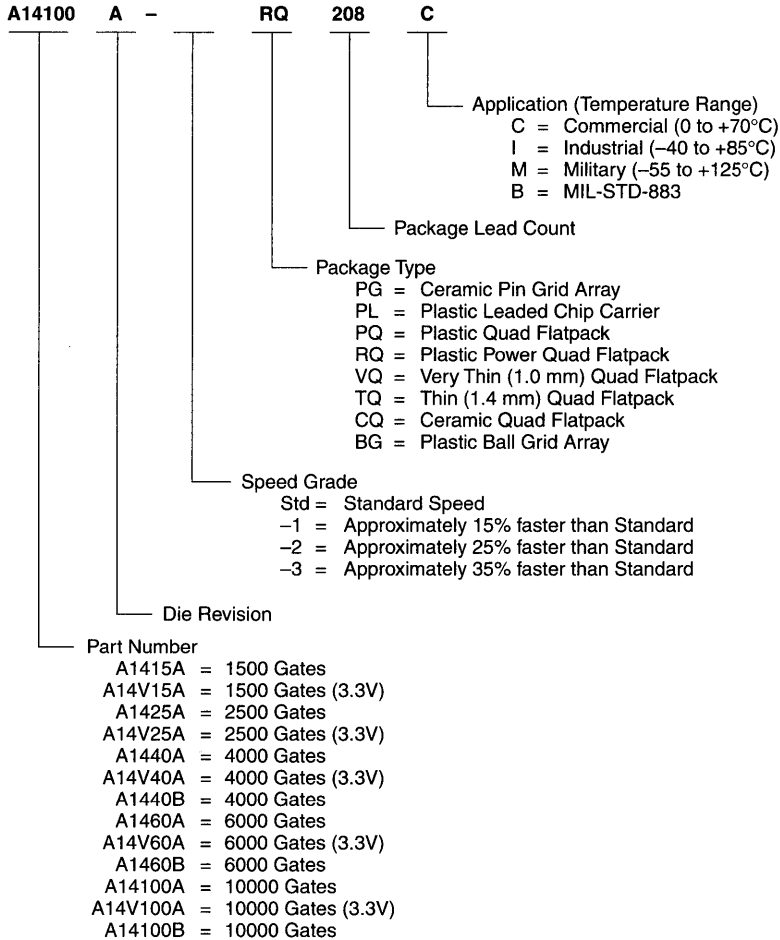 A14100 A – RQ 208 C
Application (Temperature Range)
C = Commercial (0 to +70°C)
I = Industrial (–40 to +85°C)
M = Military (–55 to +125°C)
B = MIL-STD-883
Package Lead Count
Package Type
PG = Ceramic Pin Grid Array
PL = Plastic Leaded Chip Carrier
PQ = Plastic Quad Flatpack
RQ = Plastic Power Quad Flatpack
VQ = Very Thin (1.0 mm) Quad Flatpack
TQ = Thin (1.4 mm) Quad Flatpack
CQ = Ceramic Quad Flatpack
BG = Plastic Ball Grid Array
Speed Grade
Std = Standard Speed
–1 = Approximately 15% faster than Standard
–2 = Approximately 25% faster than Standard
–3 = Approximately 35% faster than Standard
Die Revision
Part Number
A1415A = 1500 Gates
A14V15A = 1500 Gates (3.3V)
A1425A = 2500 Gates
A14V25A = 2500 Gates (3.3V)
A1440A = 4000 Gates
A14V40A = 4000 Gates (3.3V)
A1440B = 4000 Gates
A1460A = 6000 Gates
A14V60A = 6000 Gates (3.3V)
A1460B = 6000 Gates
A14100A = 10000 Gates
A14V100A = 10000 Gates (3.3V)
A14100B = 10000 Gates